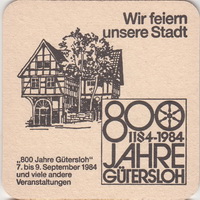 Wir feiern
unsere Stadt
„800 Jahre Gütersloh"
7. bis 9. September 1984
und viele andere
Veranstaltungen
800
1184-1984
JAHRE
GÜTERSLOH